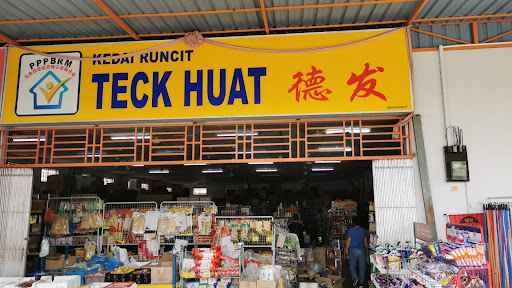 PPPBRM
KEDAI RUNCIT
TECK HUAT
德发